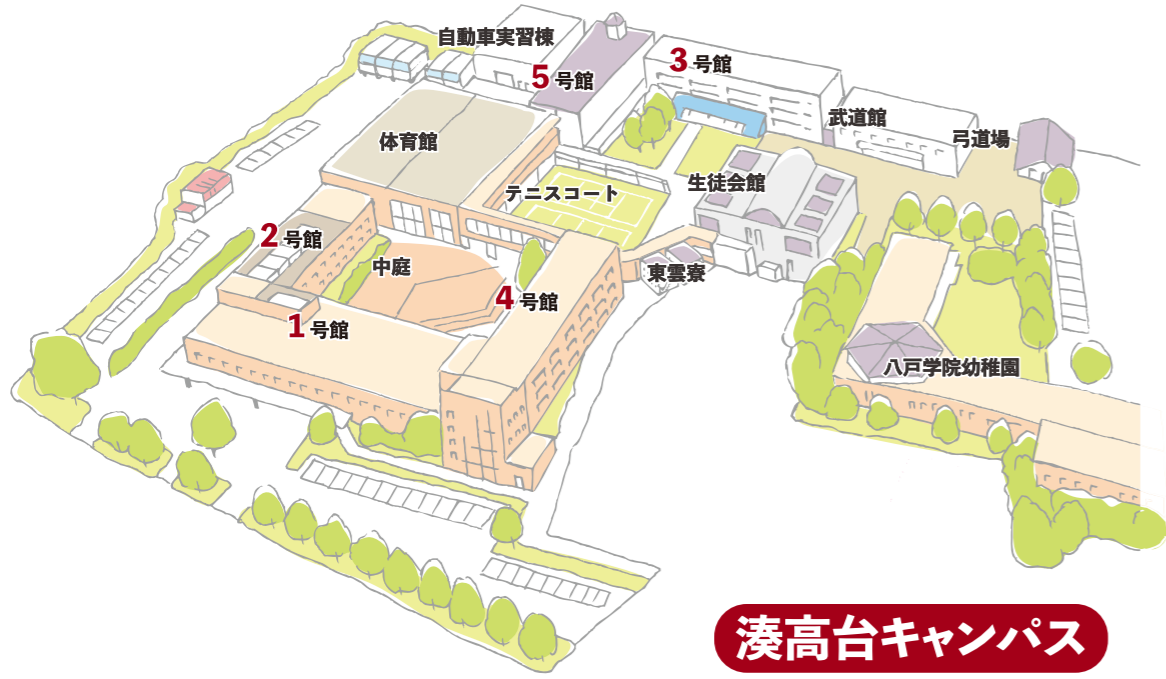 自動車実習棟
5号館
3号館
武道館
弓道場
体育館
テニスコート
生徒会館
2号館
中庭
東雲寮
4号館
1号館
八戸学院幼稚園
湊高台キャンパス